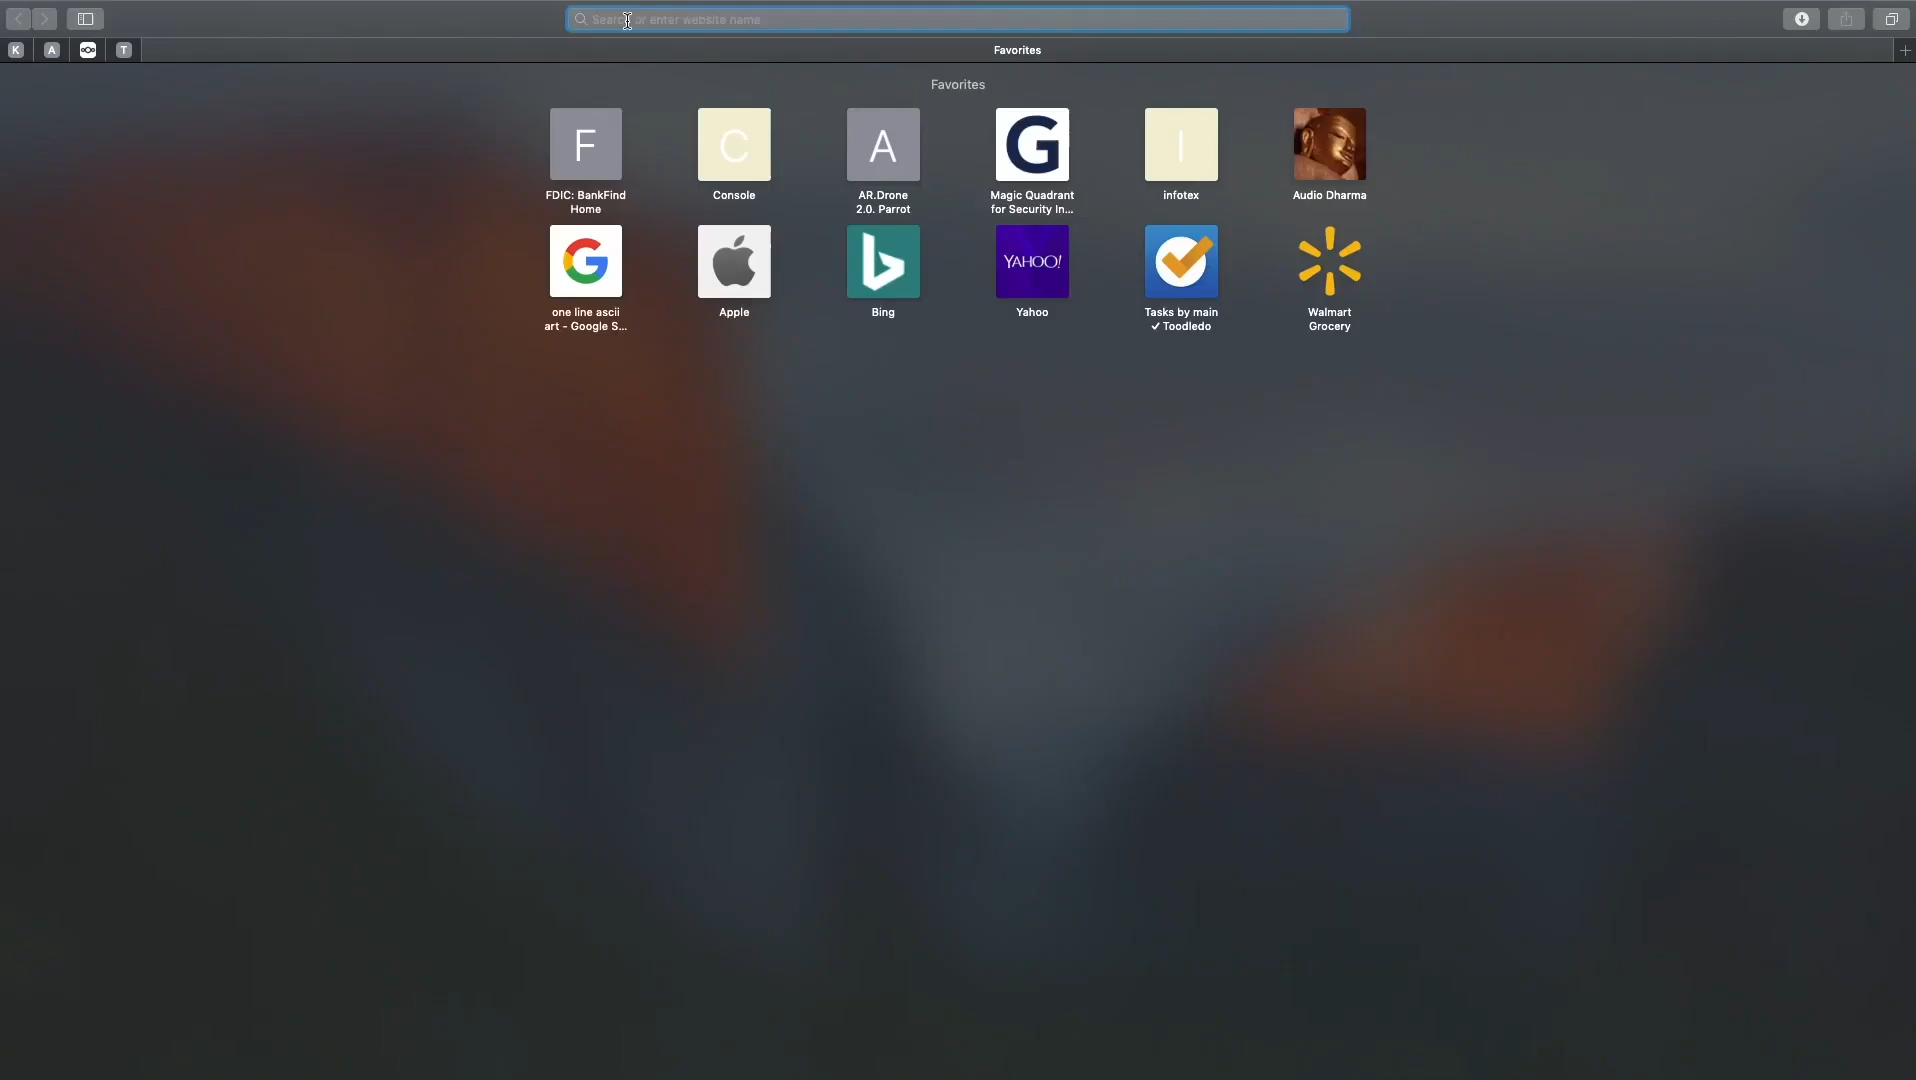 Search or enter website name
K A T Favorites
Favorites
F C A G I
FDIC: BankFind
Home
Console
AR.Drone
2.0. Parrot
Magic Quadrant
for Security In...
infotex
Audio Dharma
G YAHOO!
one line ascii
art - Google S...
Apple
Bing
Yahoo
Tasks by main
✓ Toodledo
Walmart
Grocery